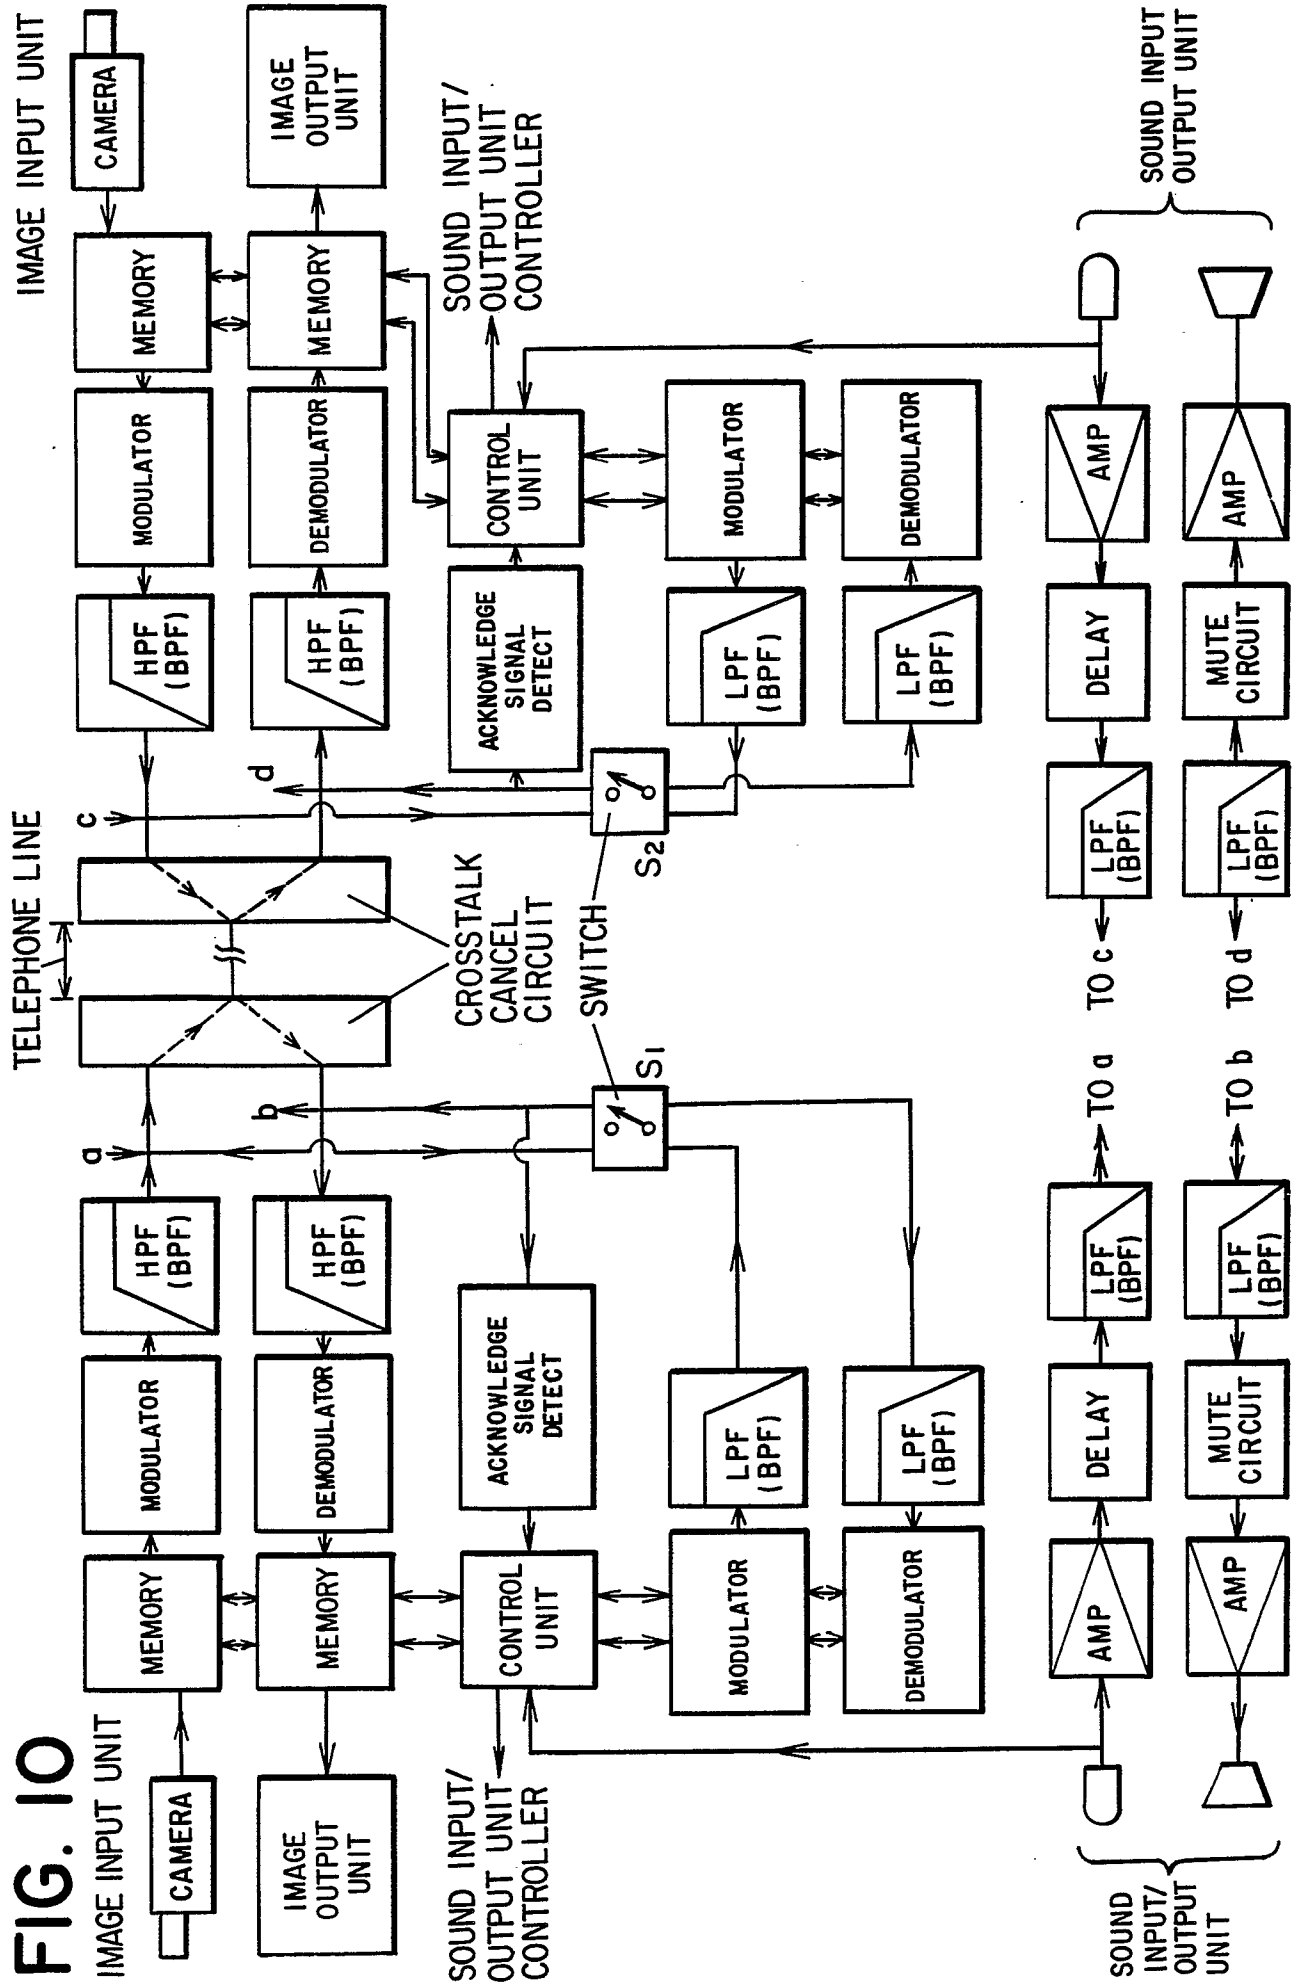 FIG. 10
IMAGE INPUT UNIT
CAMERA
MEMORY
MODULATOR
HPF
(BPF)
a
TELEPHONE LINE
c
HPF
(BPF)
MODULATOR
MEMORY
CAMERA
IMAGE INPUT UNIT
IMAGE
OUTPUT
UNIT
MEMORY
DEMODULATOR
HPF
(BPF)
b
d
HPF
(BPF)
DEMODULATOR
MEMORY
IMAGE
OUTPUT
UNIT
SOUND INPUT/
OUTPUT UNIT
CONTROLLER
CONTROL
UNIT
ACKNOWLEDGE
SIGNAL
DETECT
CROSSTALK
CANCEL
CIRCUIT
ACKNOWLEDGE
SIGNAL
DETECT
CONTROL
UNIT
SOUND INPUT/
OUTPUT UNIT
CONTROLLER
S1
SWITCH
S2
MODULATOR
LPF
(BPF)
LPF
(BPF)
MODULATOR
DEMODULATOR
LPF
(BPF)
LPF
(BPF)
DEMODULATOR
AMP
DELAY
LPF
(BPF)
TO a
TO c
LPF
(BPF)
DELAY
AMP
AMP
MUTE
CIRCUIT
LPF
(BPF)
TO b
TO d
LPF
(BPF)
MUTE
CIRCUIT
AMP
SOUND
INPUT/
OUTPUT
UNIT
SOUND INPUT
OUTPUT UNIT